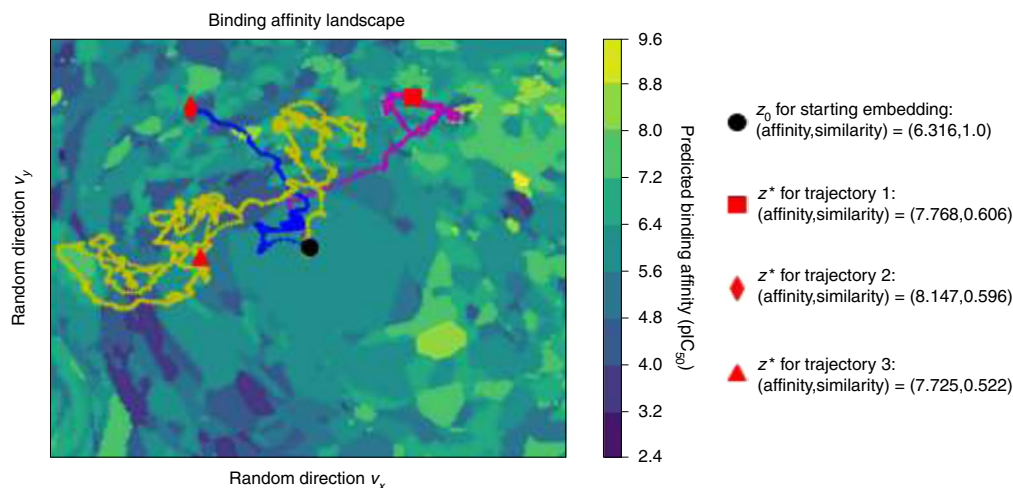 Binding affinity landscape
Random direction v_y
Random direction v_x
9.6
8.8
8.0
7.2
6.4
5.6
4.8
4.0
3.2
2.4
Predicted binding affinity (pIC_50)
z_0 for starting embedding:
(affinity,similarity) = (6.316,1.0)
z* for trajectory 1:
(affinity,similarity) = (7.768,0.606)
z* for trajectory 2:
(affinity,similarity) = (8.147,0.596)
z* for trajectory 3:
(affinity,similarity) = (7.725,0.522)